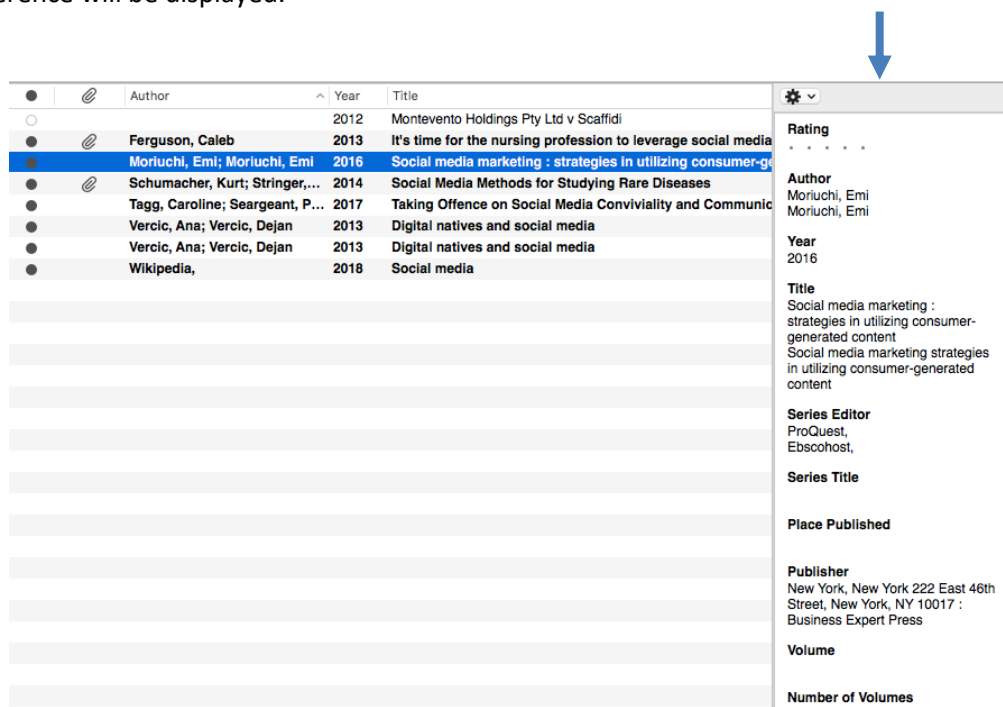 erence will be displayed.
Author Year Title
2012 Montevento Holdings Pty Ltd v Scaffidi
Ferguson, Caleb 2013 It's time for the nursing profession to leverage social media
Moriuchi, Emi; Moriuchi, Emi 2016 Social media marketing : strategies in utilizing consumer-ge
Schumacher, Kurt; Stringer,... 2014 Social Media Methods for Studying Rare Diseases
Tagg, Caroline; Seargeant, P... 2017 Taking Offence on Social Media Conviviality and Communic
Vercic, Ana; Vercic, Dejan 2013 Digital natives and social media
Vercic, Ana; Vercic, Dejan 2013 Digital natives and social media
Wikipedia, 2018 Social media
Rating
Author
Moriuchi, Emi
Moriuchi, Emi
Year
2016
Title
Social media marketing :
strategies in utilizing consumer-
generated content
Social media marketing strategies
in utilizing consumer-generated
content
Series Editor
ProQuest,
Ebscohost,
Series Title
Place Published
Publisher
New York, New York 222 East 46th
Street, New York, NY 10017 :
Business Expert Press
Volume
Number of Volumes